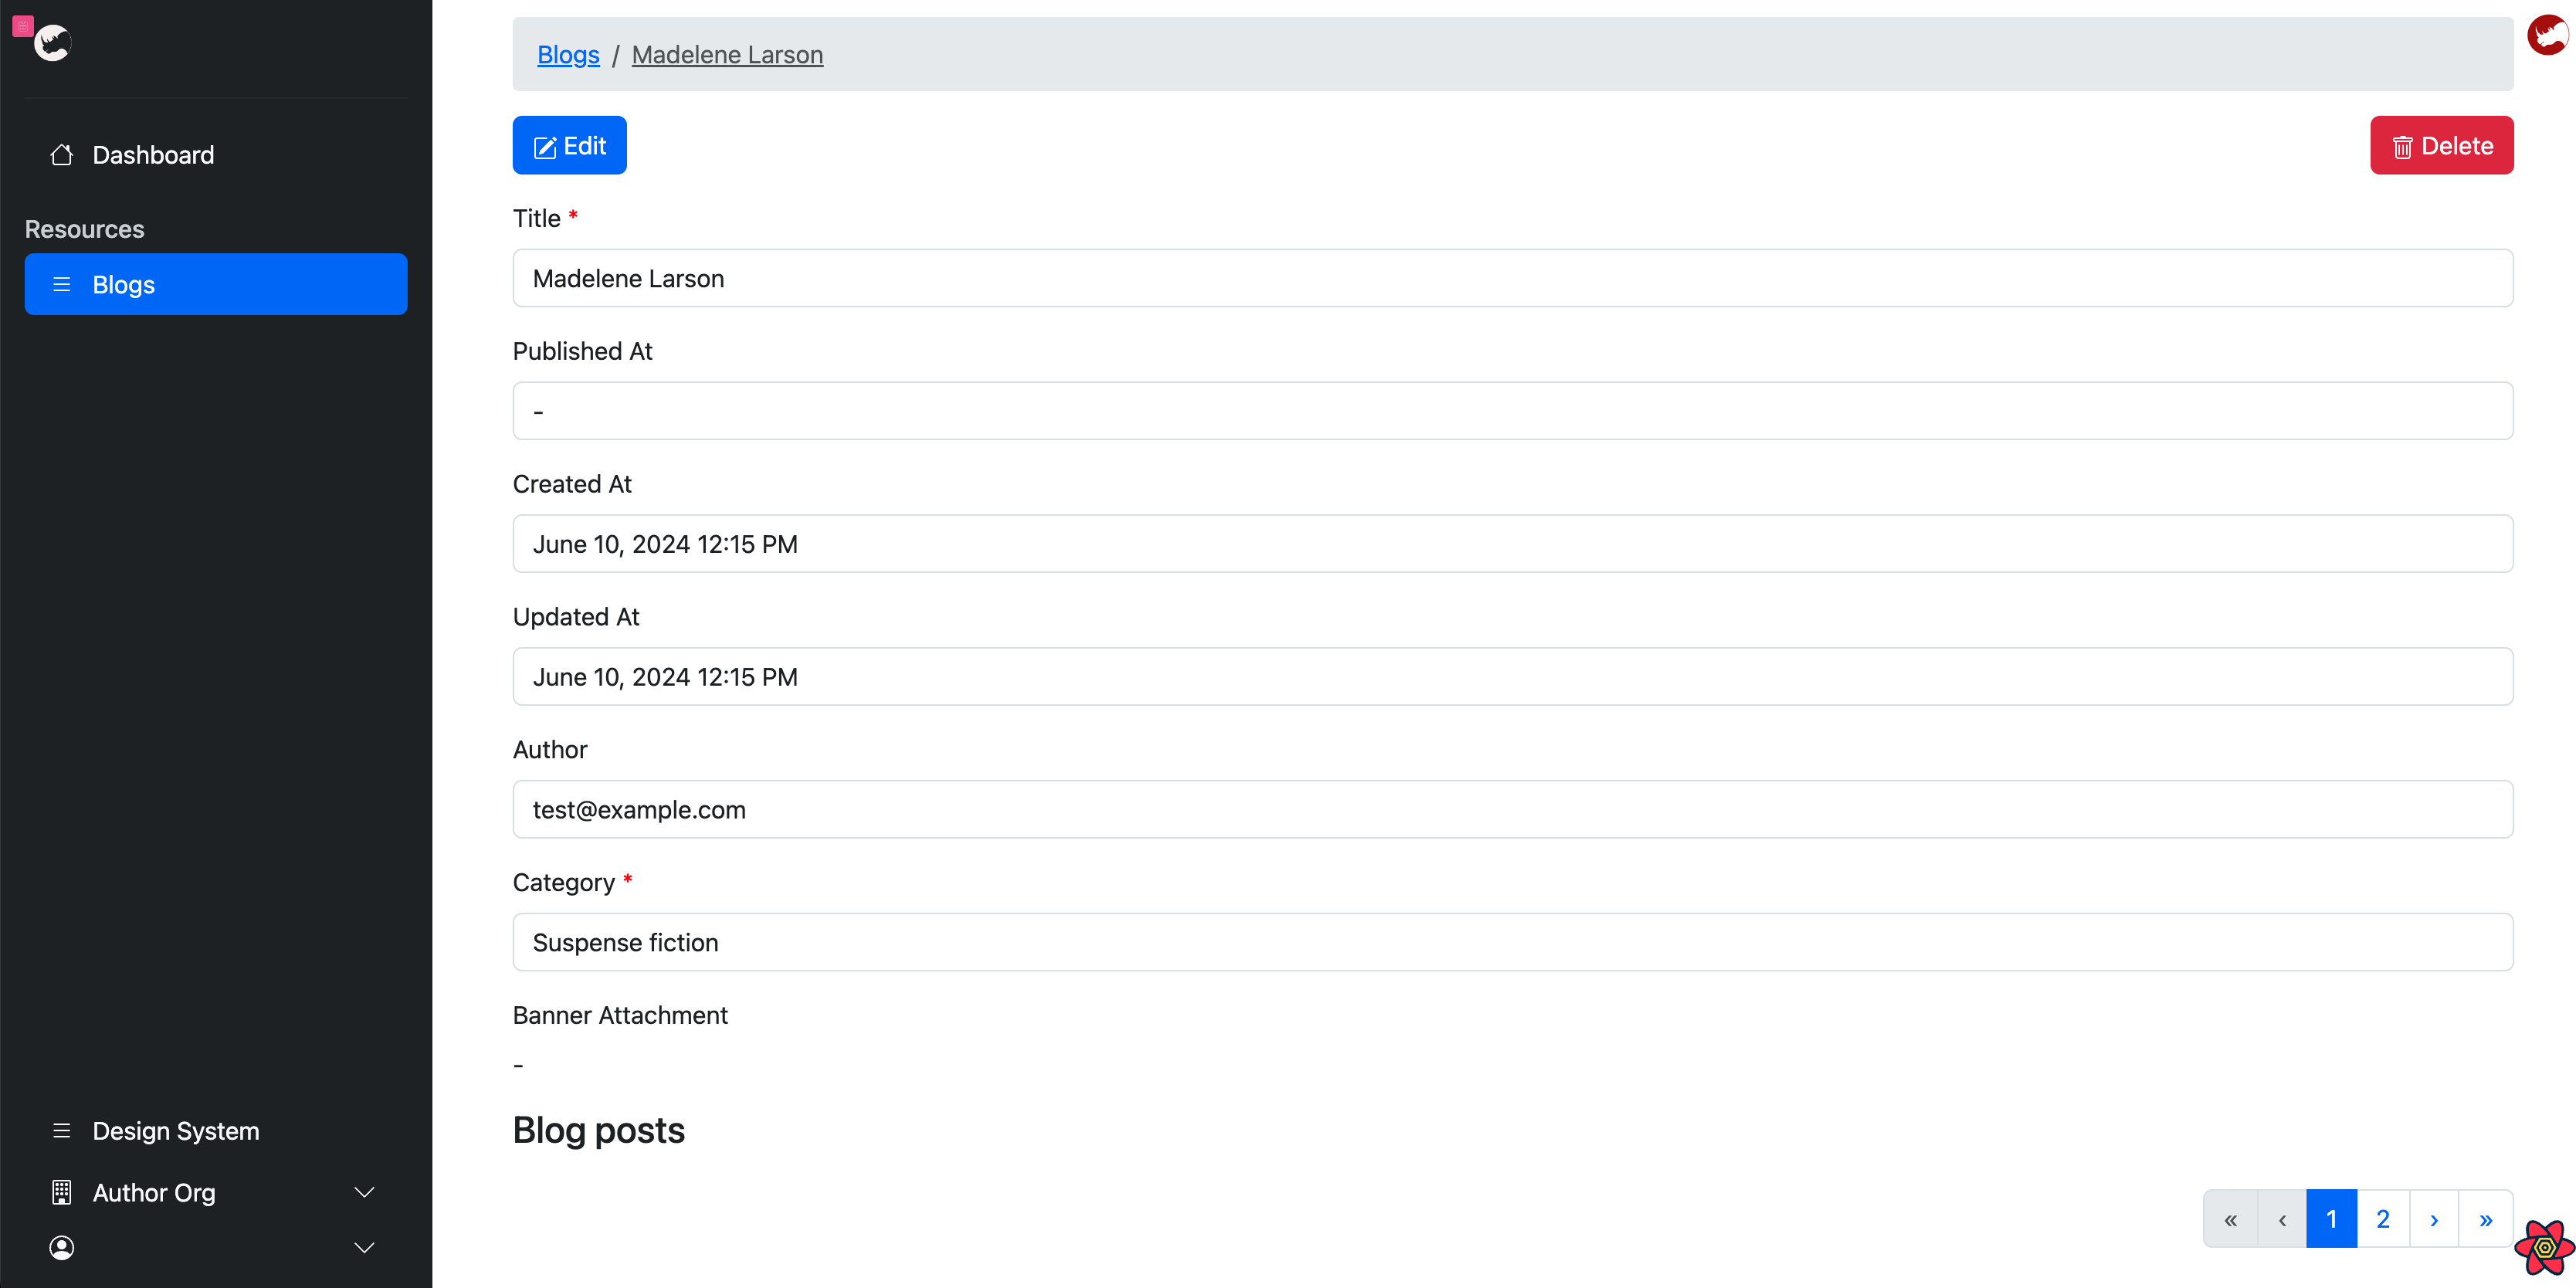 Dashboard
Resources
Blogs
Design System
Author Org
Blogs / Madelene Larson
Edit
Delete
Title *
Madelene Larson
Published At
-
Created At
June 10, 2024 12:15 PM
Updated At
June 10, 2024 12:15 PM
Author
test@example.com
Category *
Suspense fiction
Banner Attachment
-
Blog posts
« ‹ 1 2 › »